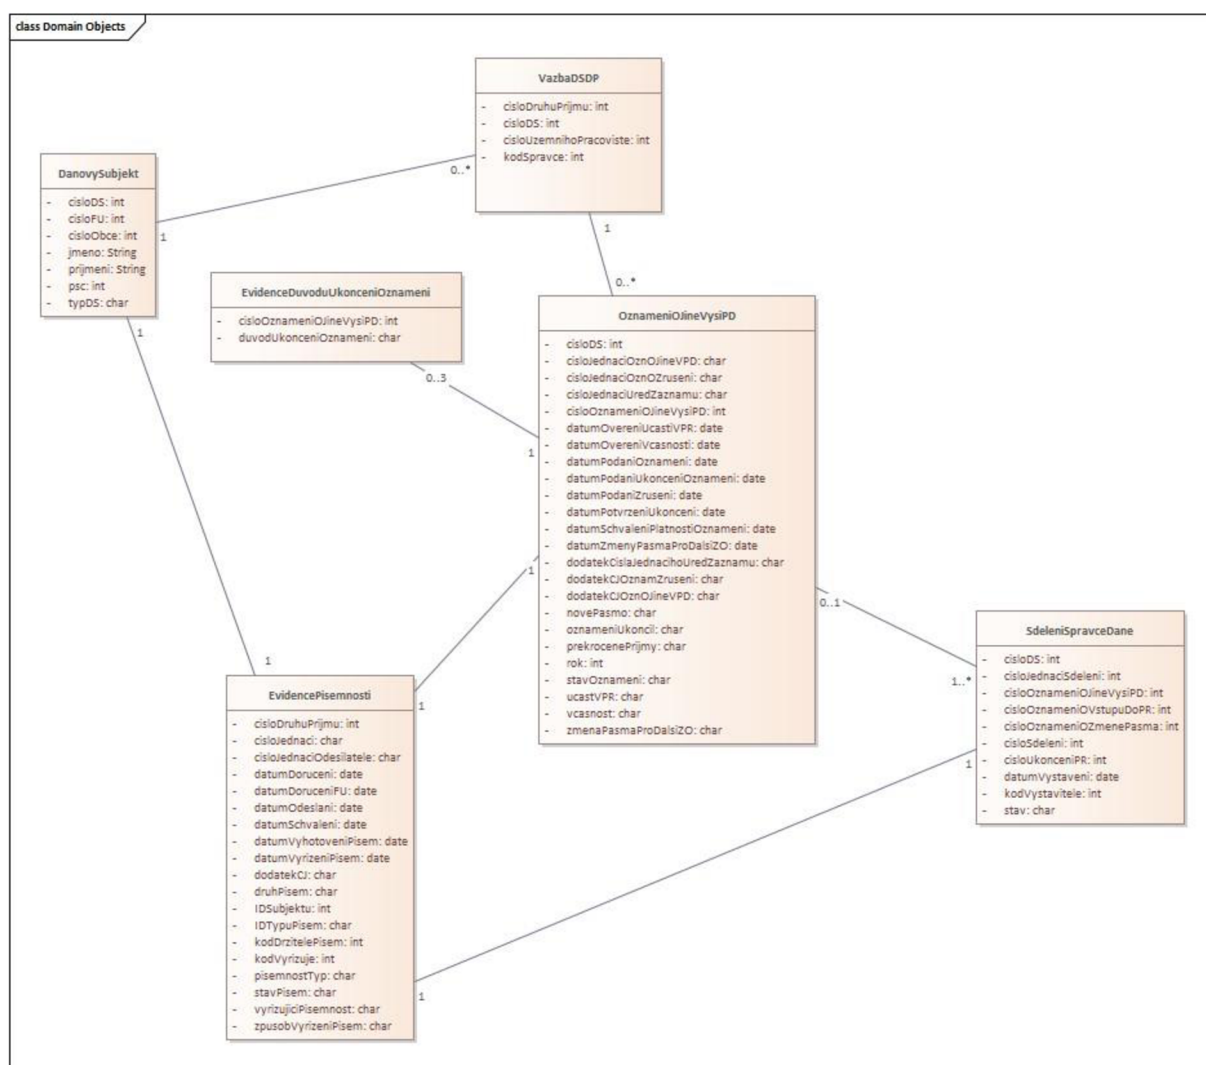 class Domain Objects
VazbaDSDP
- cisloDruhuPrijmu: int
- cisloDS: int
- cisloUzemnihoPracoviste: int
- kodSpravce: int
0..*
1
DanovySubjekt
- cisloDS: int
- cisloFU: int
- cisloObce: int
- jmeno: String
- prijmeni: String
- psc: int
- typDS: char
1
1
EvidenceDuvoduUkonceniOznameni
- cisloOznameniOJineVysiPD: int
- duvodUkonceniOznameni: char
0..3
0..*
OznameniOJineVysiPD
- cisloDS: int
- cisloJednaciOznOJineVPD: char
- cisloJednaciOznOZruseni: char
- cisloJednaciUredZaznamu: char
- cisloOznameniOJineVysiPD: int
- datumOvereniUcastiVPR: date
- datumOvereniVcasnosti: date
- datumPodaniOznameni: date
- datumPodaniUkonceniOznameni: date
- datumPodaniZruseni: date
- datumPotvrzeniUkonceni: date
- datumSchvaleniPlatnostiOznameni: date
- datumZmenyPasmaProDalsiZO: date
- dodatekCislaJednacihoUredZaznamu: char
- dodatekCJOznamZruseni: char
- dodatekCJOznOJineVPD: char
- novePasmo: char
- oznameniUkoncil: char
- prekrocenePrijmy: char
- rok: int
- stavOznameni: char
- ucastVPR: char
- vcasnost: char
- zmenaPasmaProDalsiZO: char
1
1
0..1
SdeleniSpravceDane
- cisloDS: int
- cisloJednaciSdeleni: int
- cisloOznameniOJineVysiPD: int
- cisloOznameniOVstupuDoPR: int
- cisloOznameniOZmenePasma: int
- cisloSdeleni: int
- cisloUkonceniPR: int
- datumVystaveni: date
- kodVystavitele: int
- stav: char
1..*
1
1
EvidencePisemnosti
- cisloDruhuPrijmu: int
- cisloJednaci: char
- cisloJednaciOdesilatele: char
- datumDoruceni: date
- datumDoruceniFU: date
- datumOdeslani: date
- datumSchvaleni: date
- datumVyhotoveniPisem: date
- datumVyrizeniPisem: date
- dodatekCJ: char
- druhPisem: char
- IDSubjektu: int
- IDTypuPisem: char
- kodDrzitelePisem: int
- kodVyrizuje: int
- pisemnostTyp: char
- stavPisem: char
- vyrizujiciPisemnost: char
- zpusobVyrizeniPisem: char
1
1